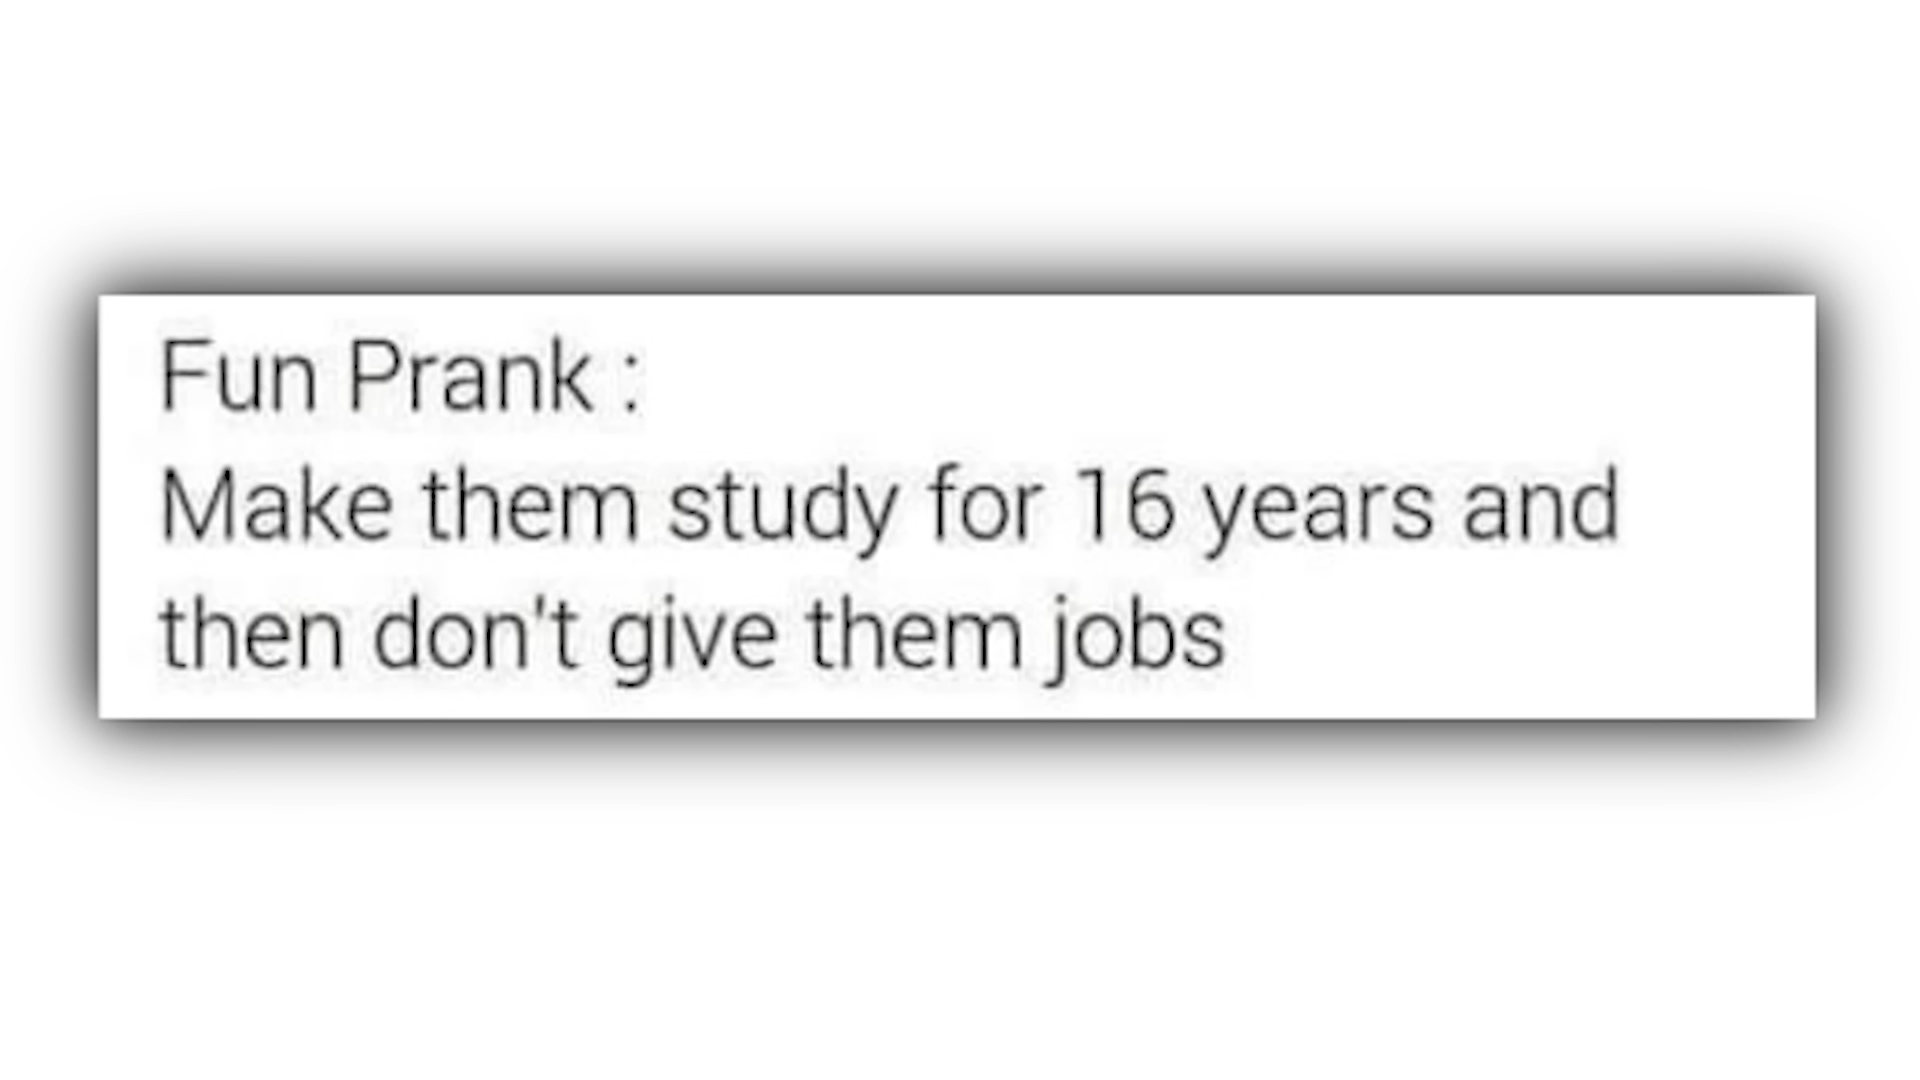 Fun Prank :
Make them study for 16 years and
then don't give them jobs